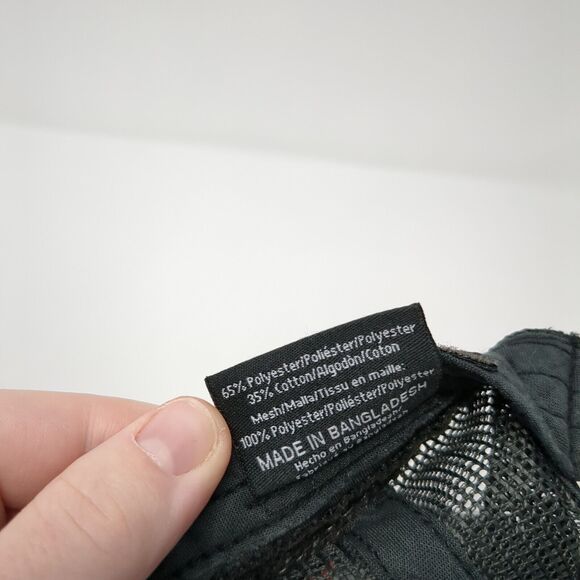 65% Polyester/Poliéster/Polyester
35% Cotton/Algodòn/Coton
Mesh/Malla/Tissu en maille:
100% Polyester/Poliéster/Polyester
MADE IN BANGLADESH
Hecho en Bangladesh